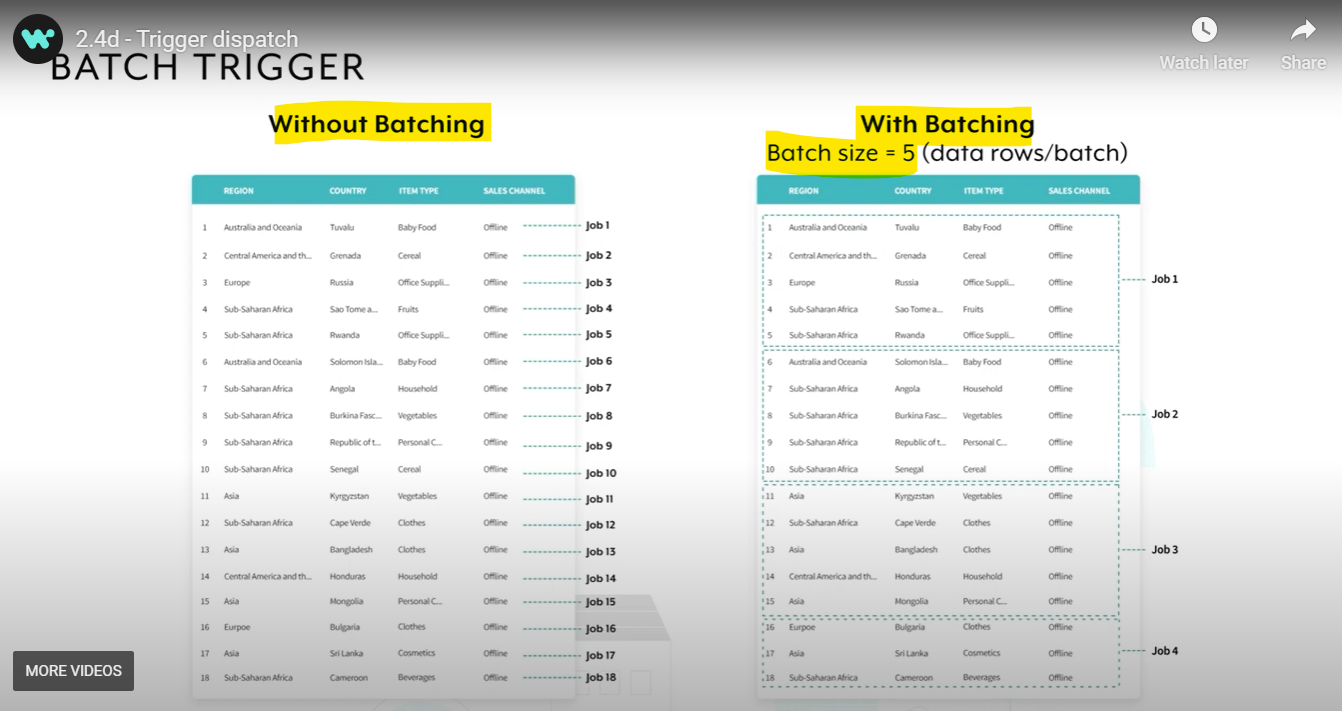 2.4d - Trigger dispatch
Watch later
Share
BATCH TRIGGER
Without Batching
REGION COUNTRY ITEM TYPE SALES CHANNEL
1 Australia and Oceania Tuvalu Baby Food Offline Job 1
2 Central America and th... Grenada Cereal Offline Job 2
3 Europe Russia Office Suppli... Offline Job 3
4 Sub-Saharan Africa Sao Tome a... Fruits Offline Job 4
5 Sub-Saharan Africa Rwanda Office Suppli... Offline Job 5
6 Australia and Oceania Solomon Isla... Baby Food Offline Job 6
7 Sub-Saharan Africa Angola Household Offline Job 7
8 Sub-Saharan Africa Burkina Fasc... Vegetables Offline Job 8
9 Sub-Saharan Africa Republic of t... Personal C... Offline Job 9
10 Sub-Saharan Africa Senegal Cereal Offline Job 10
11 Asia Kyrgyzstan Vegetables Offline Job 11
12 Sub-Saharan Africa Cape Verde Clothes Offline Job 12
13 Asia Bangladesh Clothes Offline Job 13
14 Central America and th... Honduras Household Offline Job 14
15 Asia Mongolia Personal C... Offline Job 15
16 Eurpoe Bulgaria Clothes Offline Job 16
17 Asia Sri Lanka Cosmetics Offline Job 17
18 Sub-Saharan Africa Cameroon Beverages Offline Job 18
With Batching
Batch size = 5 (data rows/batch)
REGION COUNTRY ITEM TYPE SALES CHANNEL
1 Australia and Oceania Tuvalu Baby Food Offline
2 Central America and th... Grenada Cereal Offline
3 Europe Russia Office Suppli... Offline
Job 1
4 Sub-Saharan Africa Sao Tome a... Fruits Offline
5 Sub-Saharan Africa Rwanda Office Suppli... Offline
6 Australia and Oceania Solomon Isla... Baby Food Offline
7 Sub-Saharan Africa Angola Household Offline
8 Sub-Saharan Africa Burkina Fasc... Vegetables Offline
Job 2
9 Sub-Saharan Africa Republic of t... Personal C... Offline
10 Sub-Saharan Africa Senegal Cereal Offline
11 Asia Kyrgyzstan Vegetables Offline
12 Sub-Saharan Africa Cape Verde Clothes Offline
13 Asia Bangladesh Clothes Offline
Job 3
14 Central America and th... Honduras Household Offline
15 Asia Mongolia Personal C... Offline
16 Eurpoe Bulgaria Clothes Offline
17 Asia Sri Lanka Cosmetics Offline
Job 4
18 Sub-Saharan Africa Cameroon Beverages Offline
MORE VIDEOS